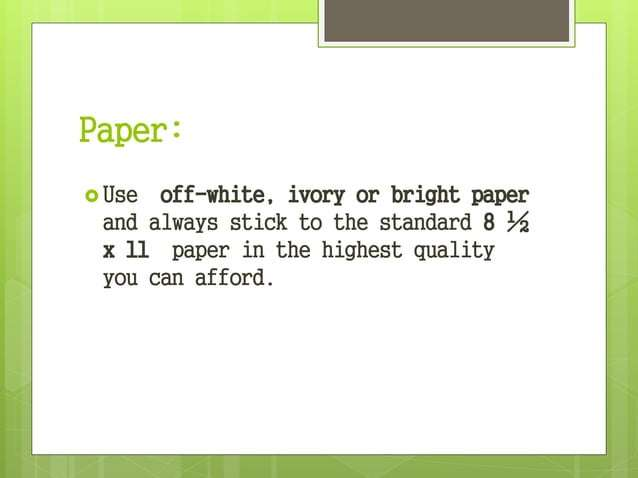 Paper:
Use off-white, ivory or bright paper
and always stick to the standard 8 ½
x 11 paper in the highest quality
you can afford.